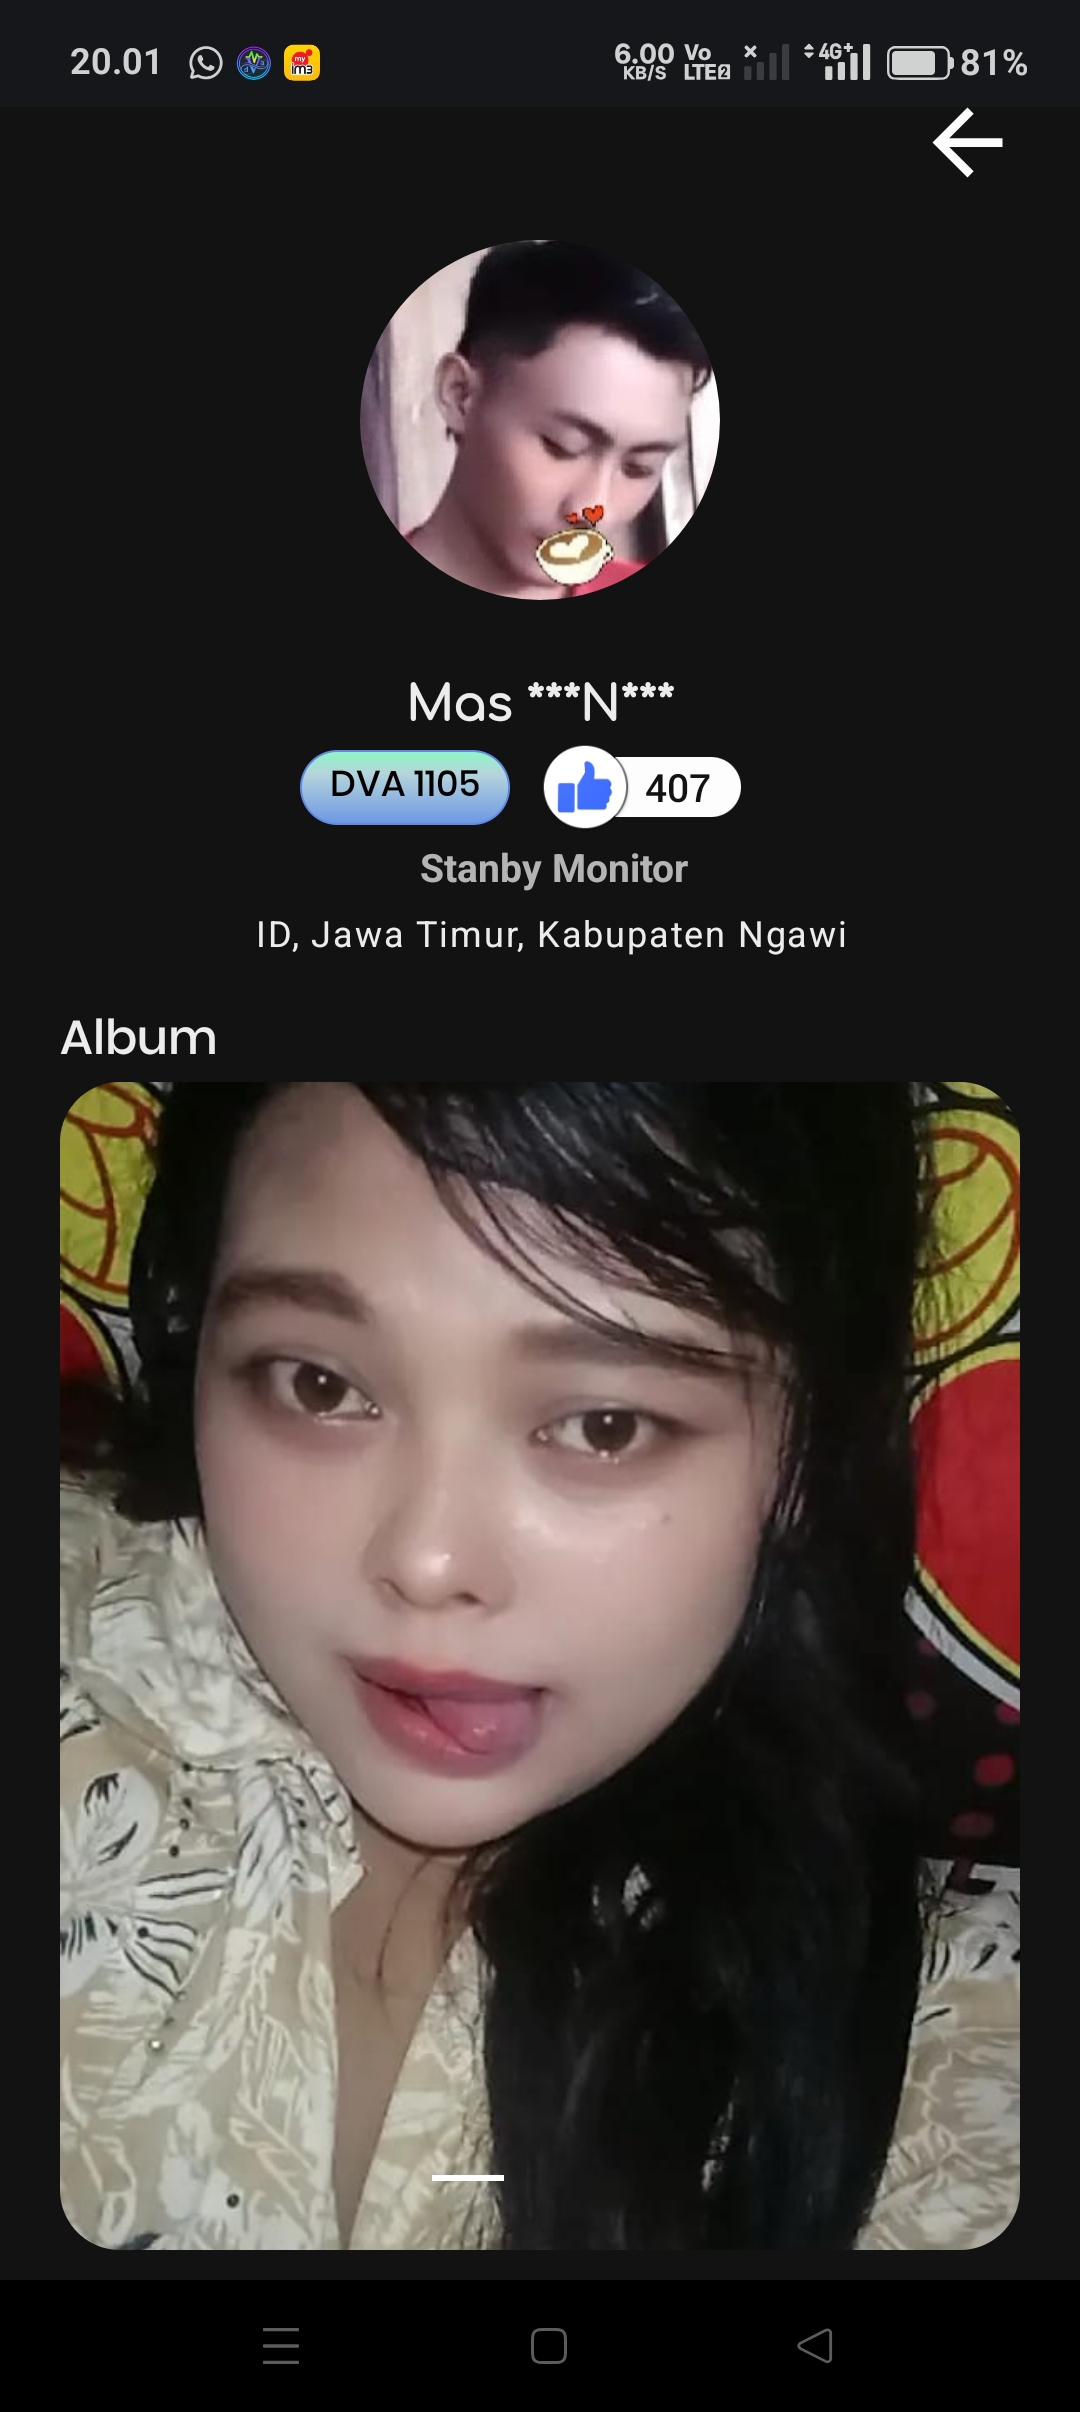 20.01 my im3 6.00 KB/S Vo LTE2 4G+ 81%
Mas ***N***
DVA 1105 407
Stanby Monitor
ID, Jawa Timur, Kabupaten Ngawi
Album